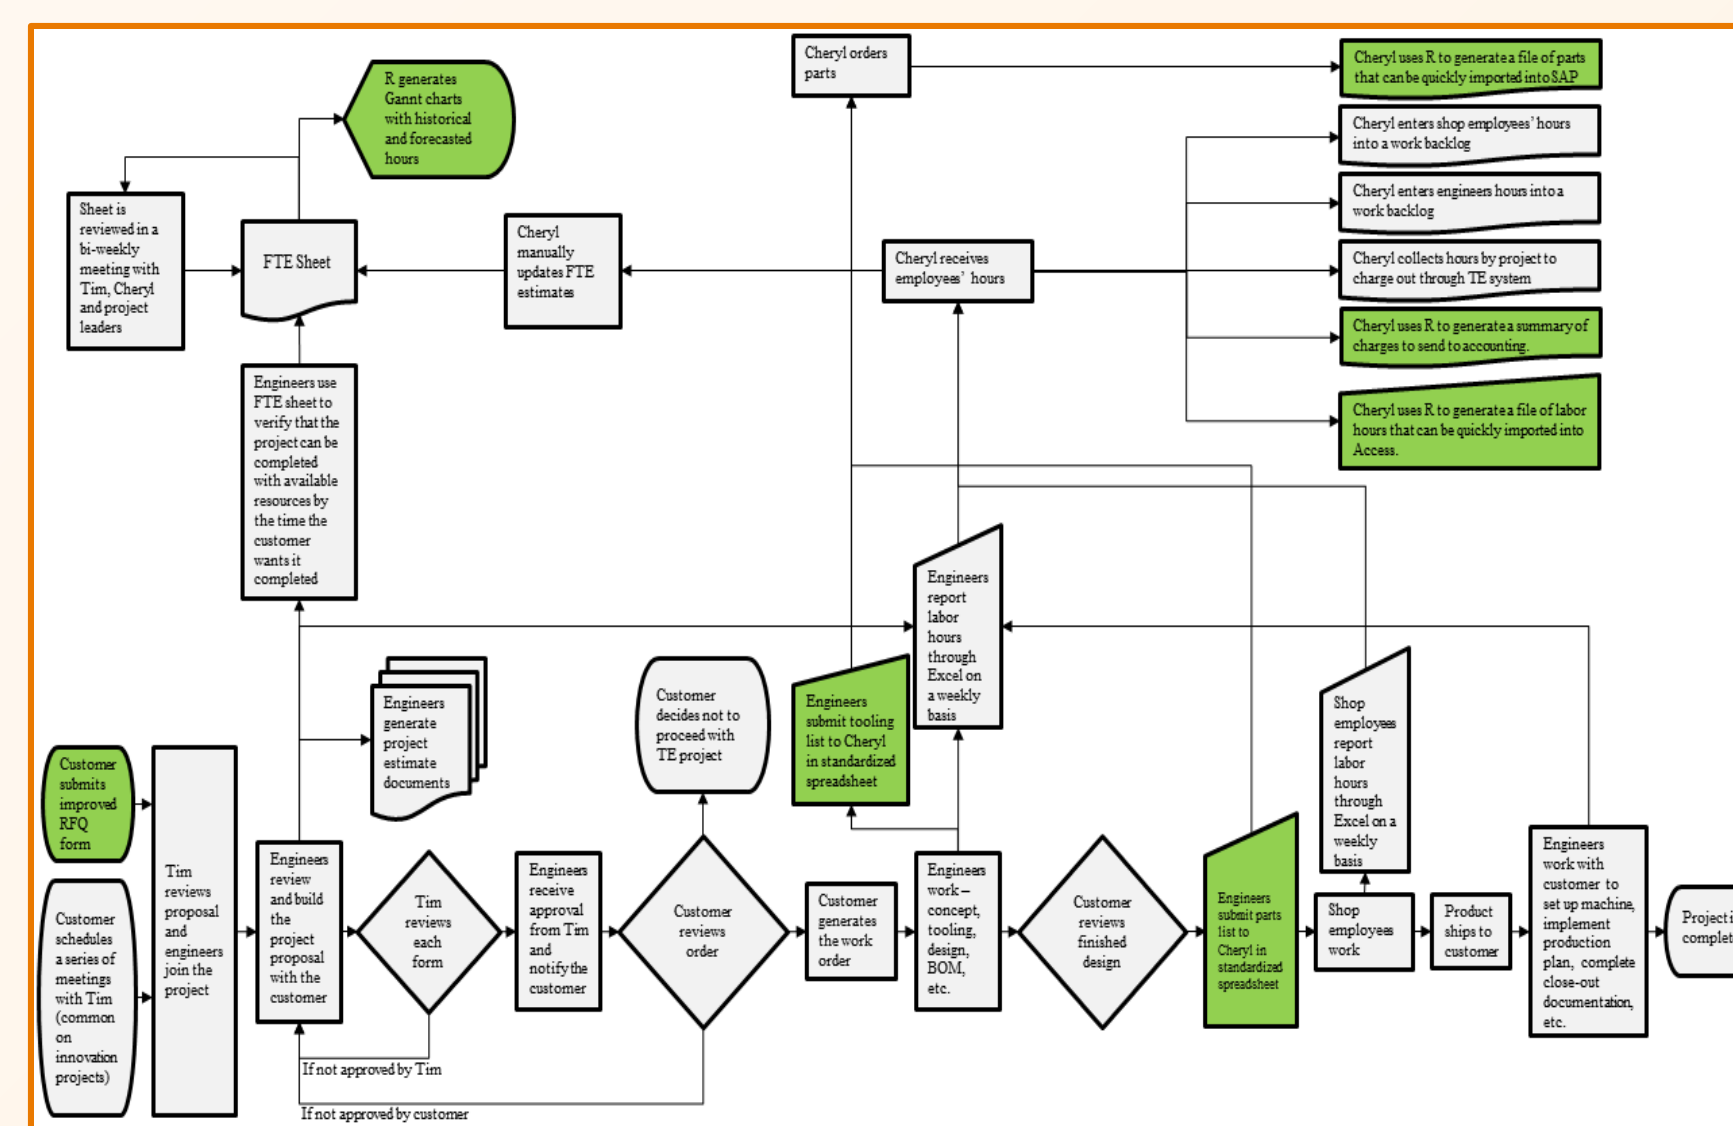 Cheryl orders
parts
Cheryl uses R to generate a file of parts
that can be quickly imported into SAP
R generates
Gannt charts
with historical
and forecasted
hours
Cheryl enters shop employees' hours
into a work backlog
Cheryl enters engineers hours into a
work backlog
Sheet is
reviewed in a
bi-weekly
meeting with
Tim, Cheryl
and project
leaders
FTE Sheet
Cheryl
manually
updates FTE
estimates
Cheryl receives
employees' hours
Cheryl collects hours by project to
charge out through TE system
Cheryl uses R to generate a summary of
charges to send to accounting.
Cheryl uses R to generate a file of labor
hours that can be quickly imported into
Access.
Engineers use
FTE sheet to
verify that the
project can be
completed
with available
resources by
the time the
customer
wants it
completed
Engineers
report
labor
hours
through
Excel on
a weekly
basis
Engineers
generate
project
estimate
documents
Customer
decides not to
proceed with
TE project
Engineers
submit tooling
list to Cheryl
in standardized
spreadsheet
Shop
employees
report
labor
hours
through
Excel on a
weekly
basis
Customer
submits
improved
RFQ
form
Customer
schedules
a series of
meetings
with Tim
(common
on
innovation
projects)
Tim
reviews
proposal
and
engineers
join the
project
Engineers
review
and build
the
project
proposal
with the
customer
Tim
reviews
each
form
Engineers
receive
approval
from Tim
and
notify the
customer
Customer
reviews
order
Customer
generates
the work
order
Engineers
work –
concept,
tooling,
design,
BOM,
etc.
Customer
reviews
finished
design
Engineers
submit parts
list to
Cheryl in
standardized
spreadsheet
Shop
employees
work
Product
ships to
customer
Engineers
work with
customer to
set up machine,
implement
production
plan, complete
close-out
documentation,
etc.
Project i
complet
If not approved by Tim
If not approved by customer